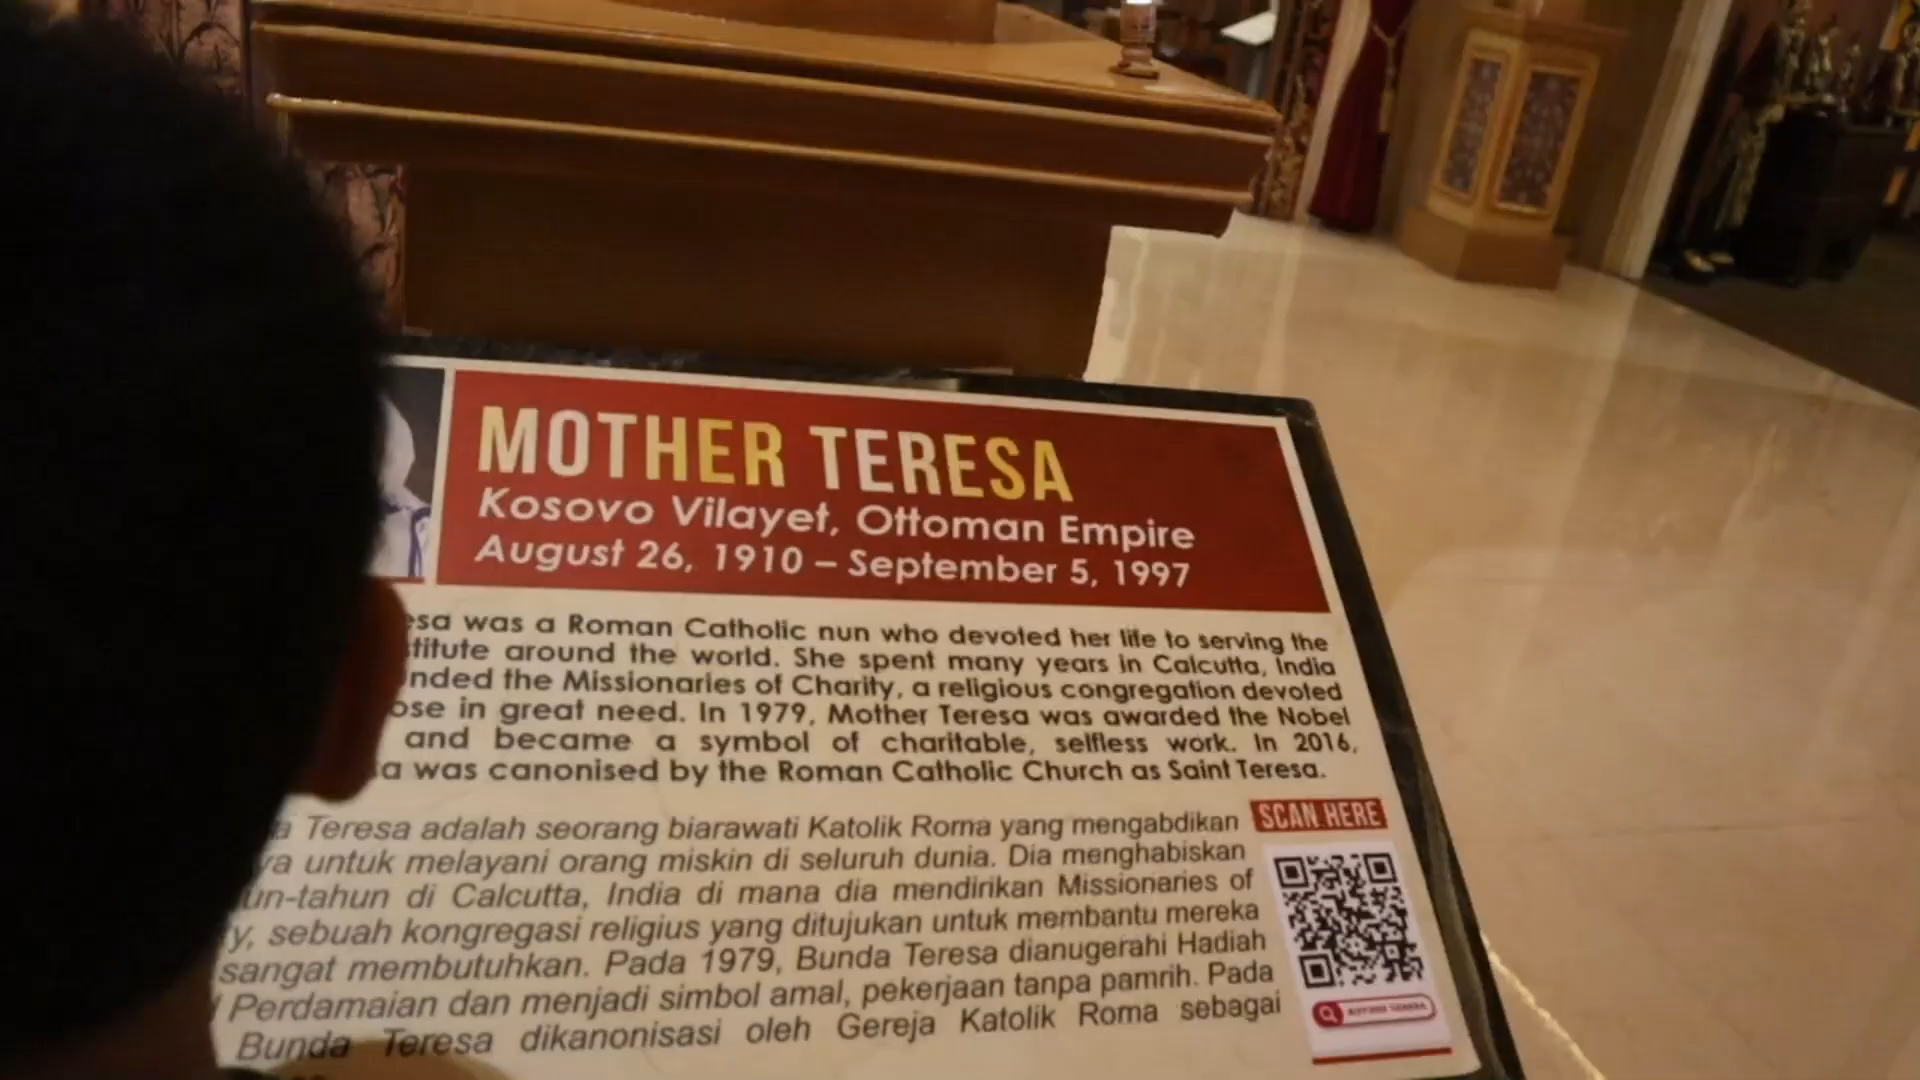 MOTHER TERESA
Kosovo Vilayet, Ottoman Empire
August 26, 1910 – September 5, 1997
was a Roman Catholic nun who devoted her life to serving the
around the world. She spent many years in Calcutta, India
the Missionaries of Charity, a religious congregation devoted
in great need. In 1979, Mother Teresa was awarded the Nobel
and became a symbol of charitable, selfless work. In 2016,
was canonised by the Roman Catholic Church as Saint Teresa.
Teresa adalah seorang biarawati Katolik Roma yang mengabdikan
untuk melayani orang miskin di seluruh dunia. Dia menghabiskan
di Calcutta, India di mana dia mendirikan Missionaries of
sebuah kongregasi religius yang ditujukan untuk membantu mereka
sangat membutuhkan. Pada 1979, Bunda Teresa dianugerahi Hadiah
Perdamaian dan menjadi simbol amal, pekerjaan tanpa pamrih. Pada
Bunda Teresa dikanonisasi oleh Gereja Katolik Roma sebagai
SCAN HERE